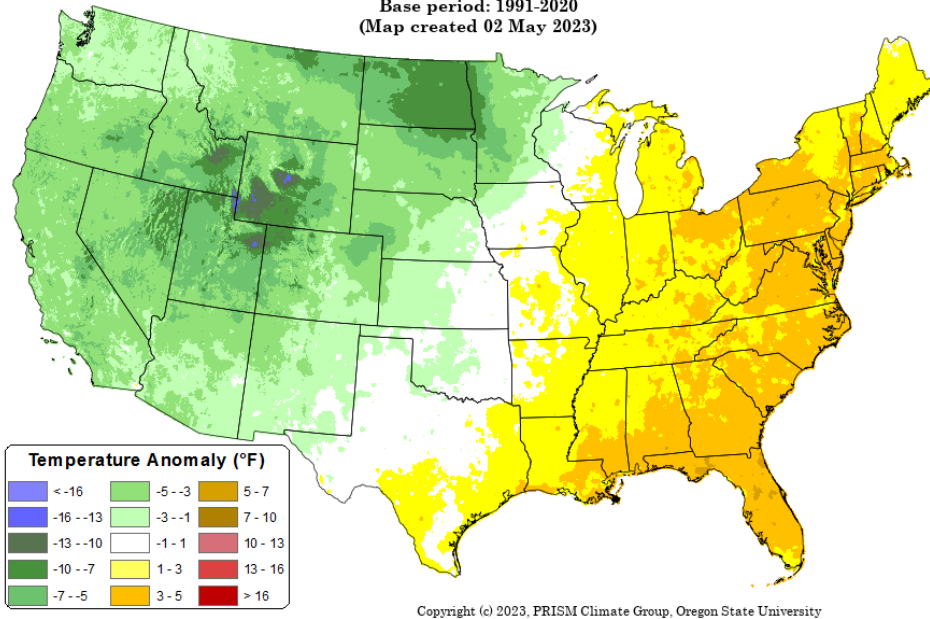 Base period: 1991-2020
(Map created 02 May 2023)
Temperature Anomaly (°F)
< -16
-5 - -3
5 - 7
-16 - -13
-3 - -1
7 - 10
-13 - -10
-1 - 1
10 - 13
-10 - -7
1 - 3
13 - 16
-7 - -5
3 - 5
> 16
Copyright (c) 2023, PRISM Climate Group, Oregon State University